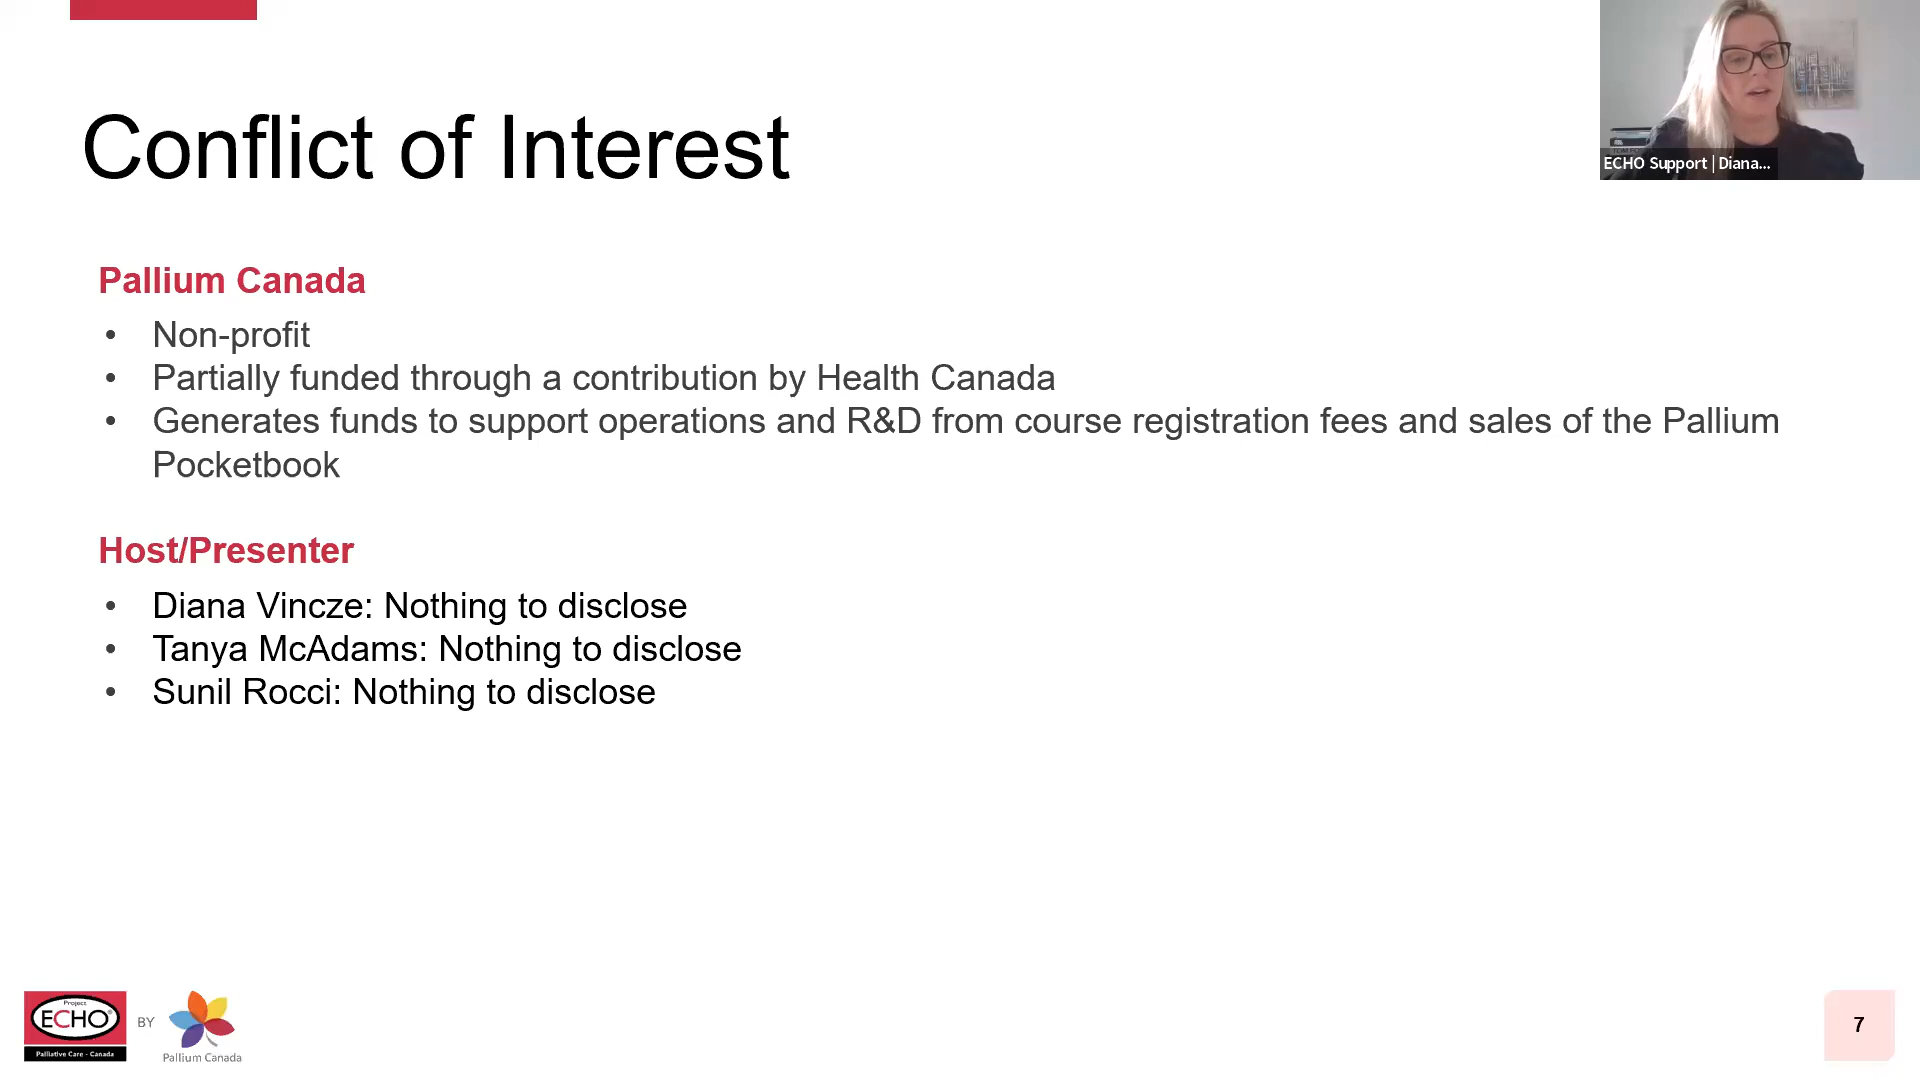 Conflict of Interest
ECHO Support | Diana...
Pallium Canada
• Non-profit
• Partially funded through a contribution by Health Canada
• Generates funds to support operations and R&D from course registration fees and sales of the Pallium
Pocketbook
Host/Presenter
• Diana Vincze: Nothing to disclose
• Tanya McAdams: Nothing to disclose
• Sunil Rocci: Nothing to disclose
Project
ECHO®
Palliative Care - Canada
BY
Pallium Canada
7